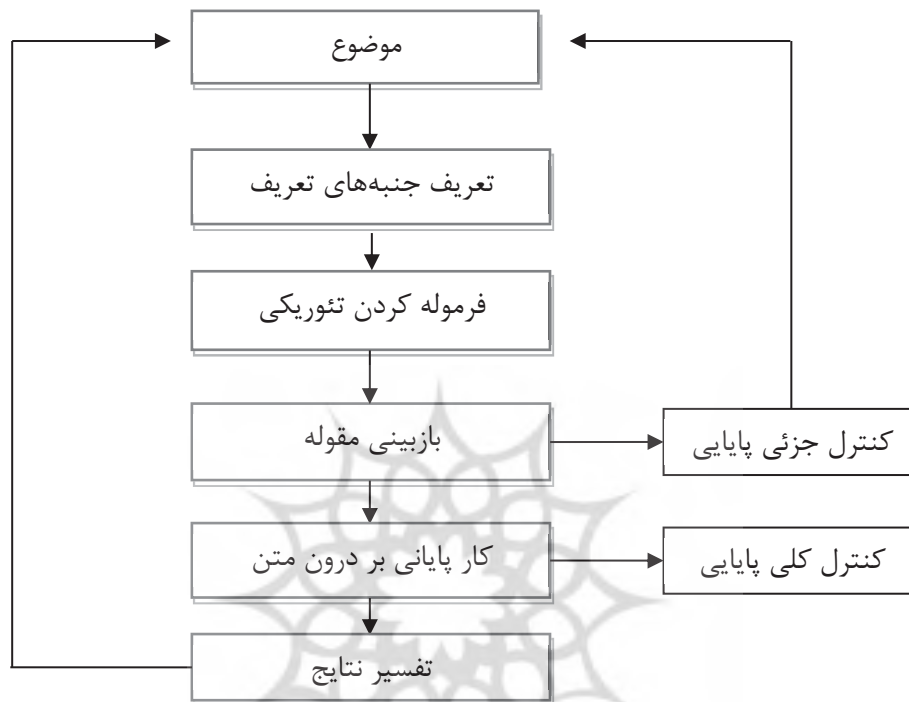 موضوع
تعریف جنبه‌های تعریف
فرموله کردن تئوریکی
بازبینی مقوله
کنترل جزئی پایایی
کار پایانی بر درون متن
کنترل کلی پایایی
تفسیر نتایج